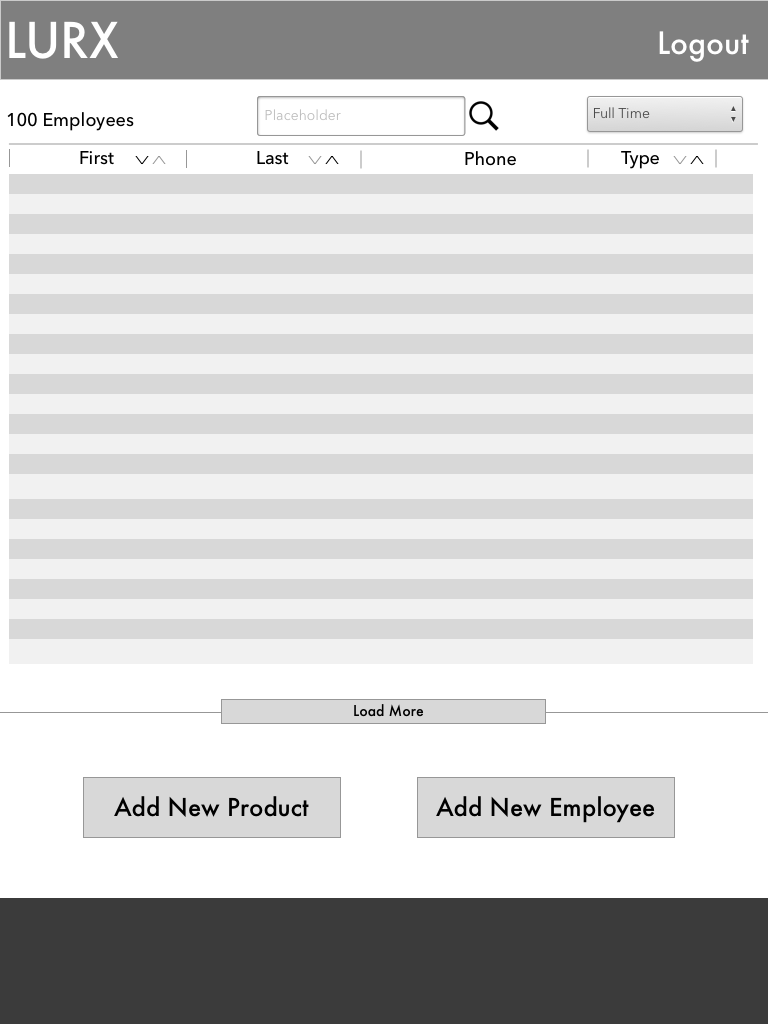 LURX
Logout
100 Employees
Placeholder
Full Time
First
Last
Phone
Type
Load More
Add New Product
Add New Employee